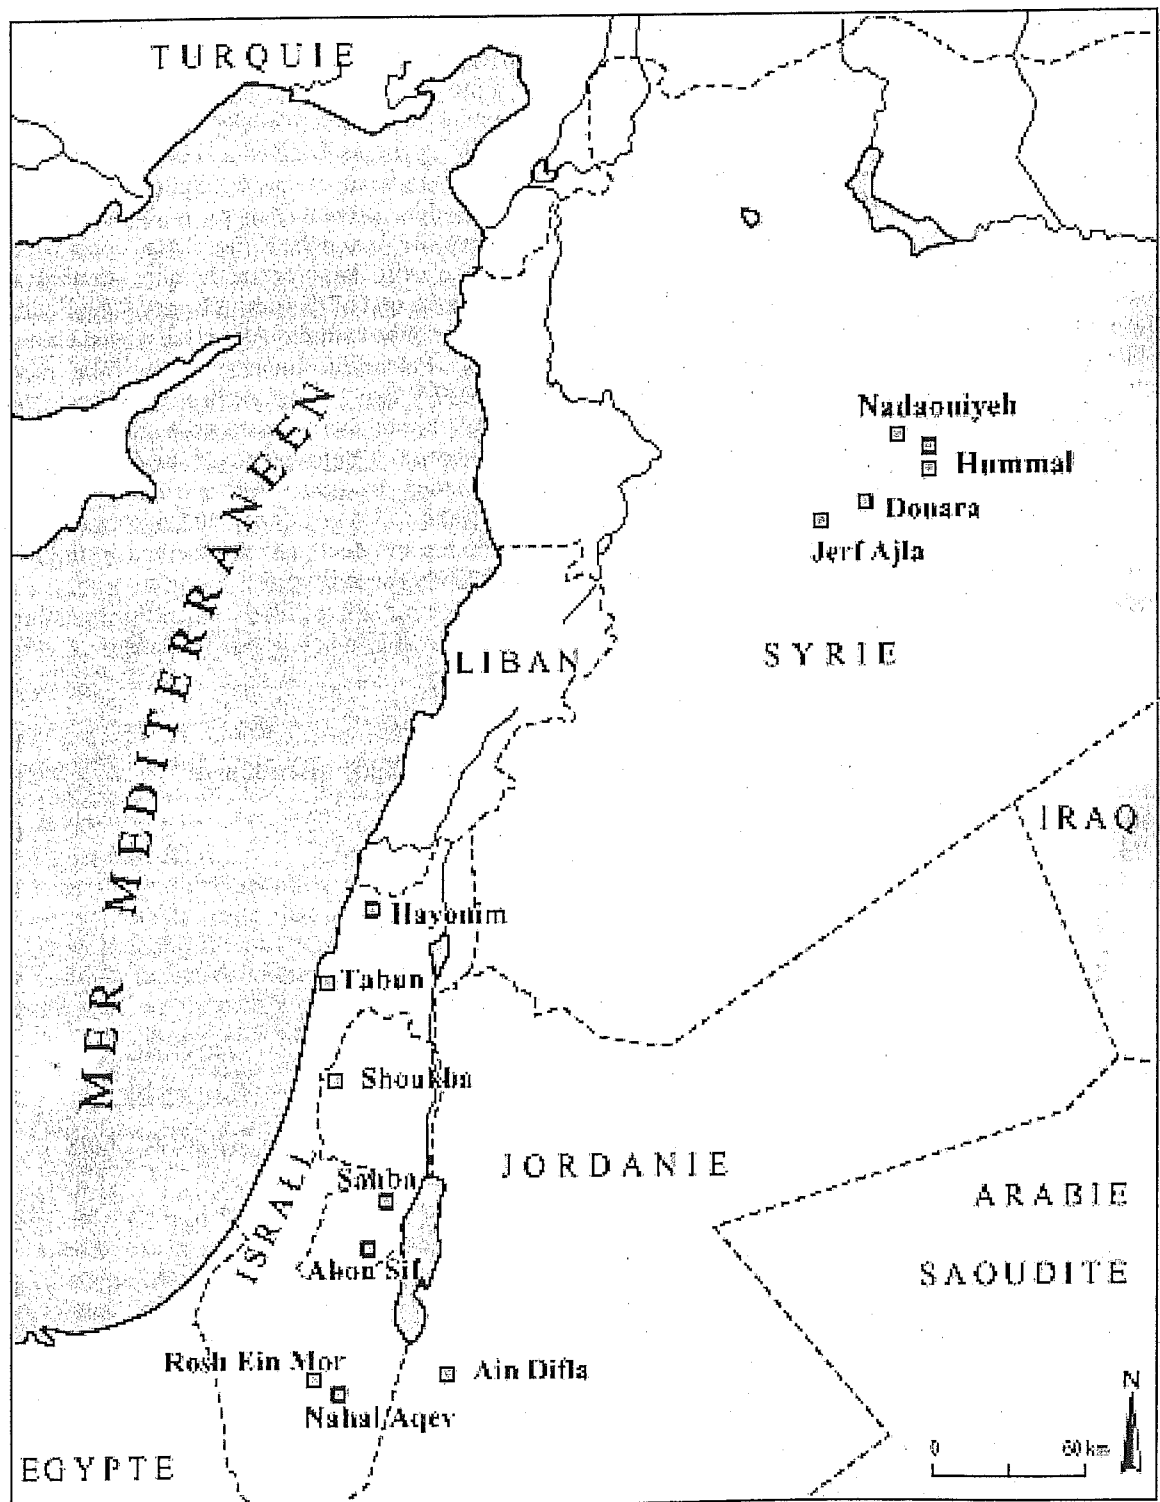 TURQUIE
MER MEDITERRANEEN
Nadaouiyeh
Hummal
Douara
Jerf Ajla
LIBAN
SYRIE
IRAQ
Hayonim
Tabun
Shoukba
JORDANIE
Sahba
ISRALI
ARABIE
SAOUDITE
Abou Sif
Rosh Ein Mor
Ain Difla
Nahal Aqev
EGYPTE
N
0 60 km